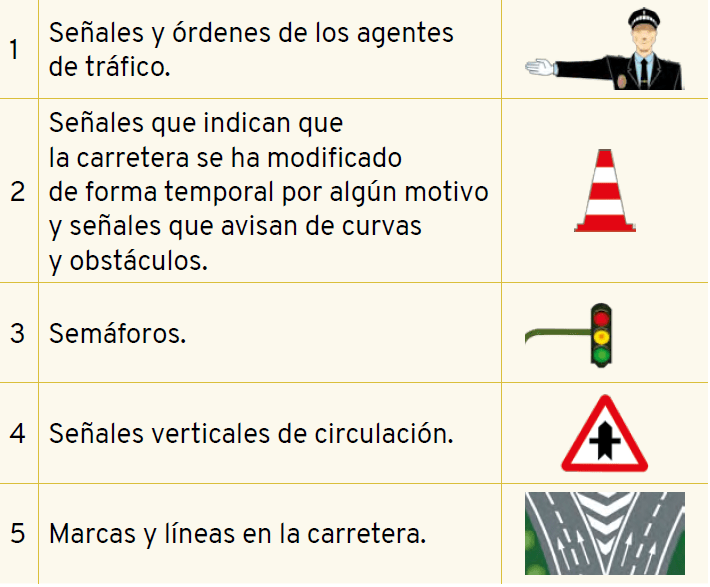 1
Señales y órdenes de los agentes
de tráfico.
2
Señales que indican que
la carretera se ha modificado
de forma temporal por algún motivo
y señales que avisan de curvas
y obstáculos.
3
Semáforos.
4
Señales verticales de circulación.
5
Marcas y líneas en la carretera.